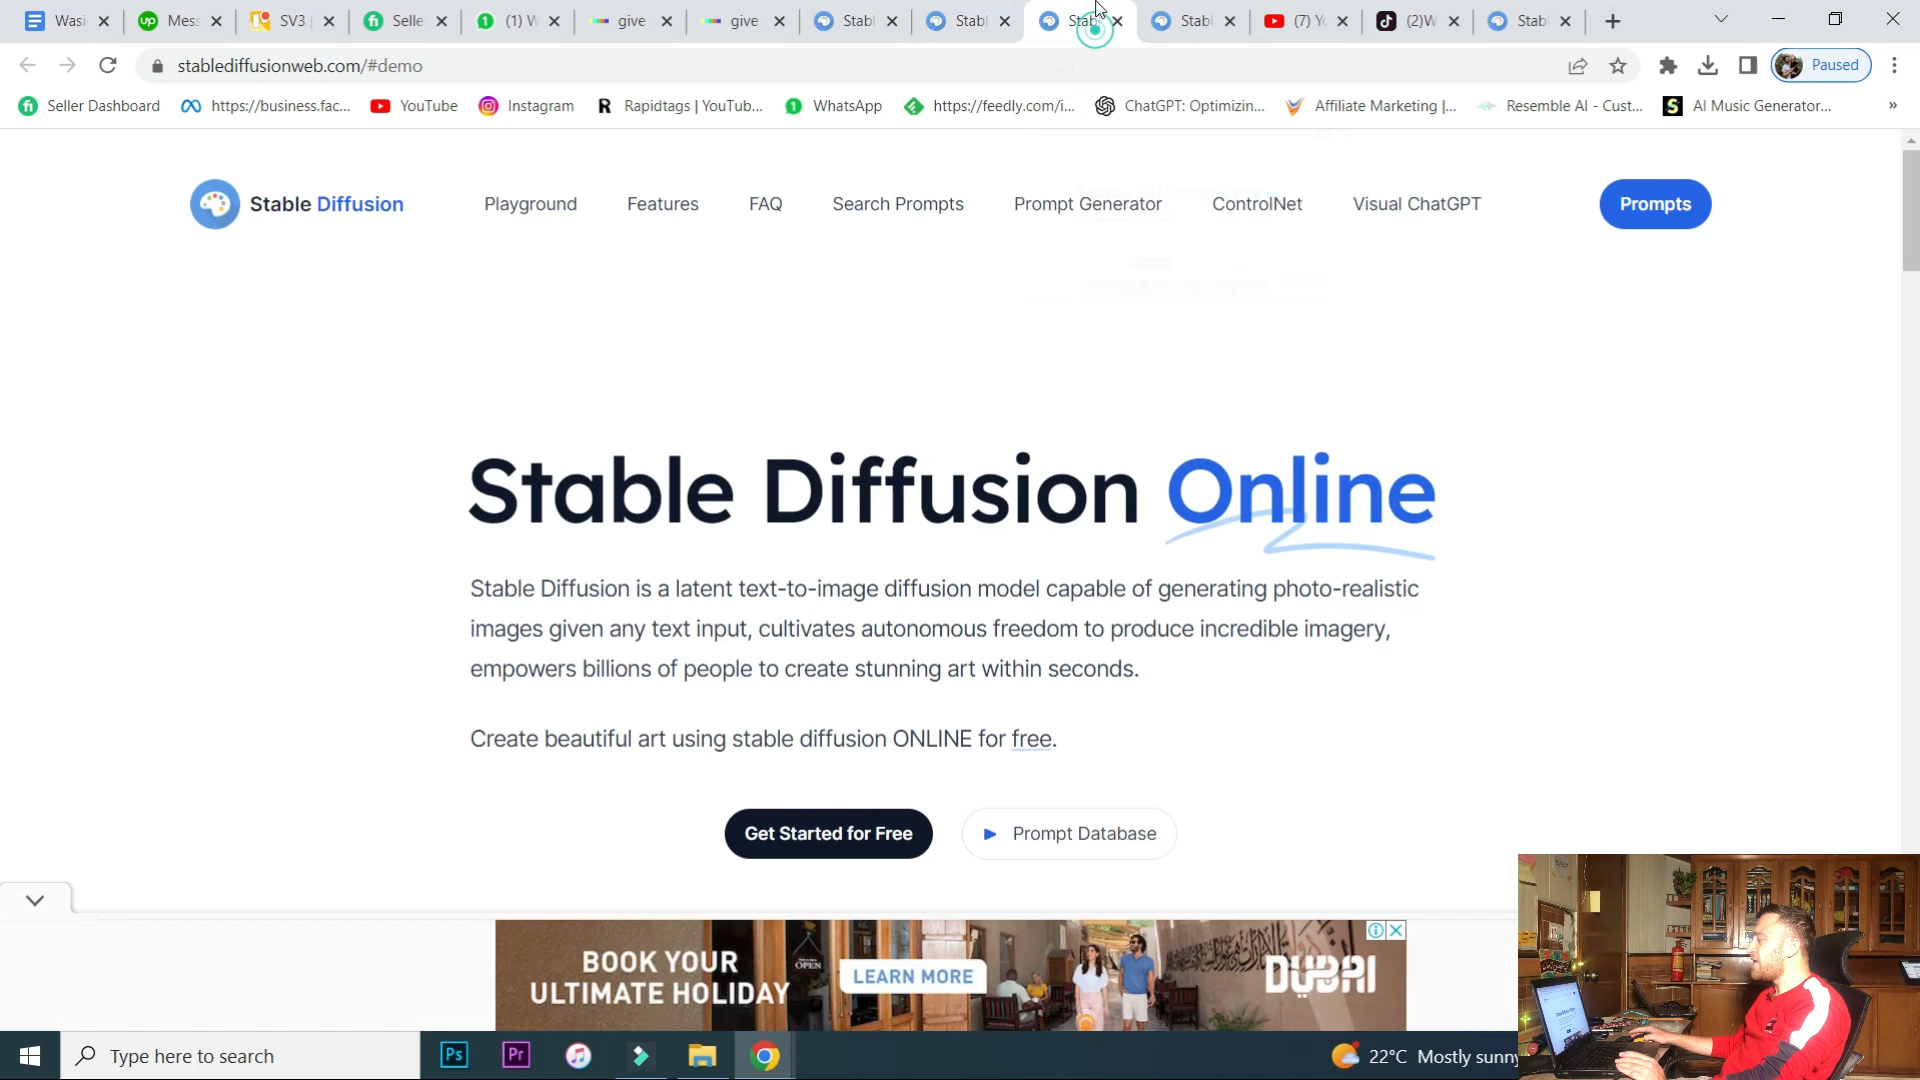 Wasi
Mess
SV3
Selle
(1) W
give
give
Stabl
Stabl
Stabl
Stabl
(7) Yo
(2)W
Stabl
stablediffusionweb.com/#demo
Paused
Seller Dashboard
https://business.fac...
YouTube
Instagram
Rapidtags | YouTub...
WhatsApp
https://feedly.com/i...
ChatGPT: Optimizin...
Affiliate Marketing |...
Resemble AI - Cust...
AI Music Generator...
»
Stable Diffusion
Playground
Features
FAQ
Search Prompts
Prompt Generator
ControlNet
Visual ChatGPT
Prompts
Stable Diffusion Online
Stable Diffusion is a latent text-to-image diffusion model capable of generating photo-realistic
images given any text input, cultivates autonomous freedom to produce incredible imagery,
empowers billions of people to create stunning art within seconds.
Create beautiful art using stable diffusion ONLINE for free.
Get Started for Free
Prompt Database
BOOK YOUR
ULTIMATE HOLIDAY
OPEN
LEARN MORE
DUBAI
Type here to search
Ps
Pr
22°C Mostly sunny